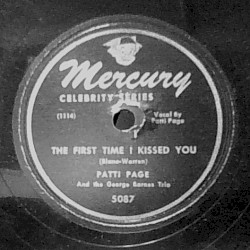 Mercury
CELEBRITY SERIES
(1114)
Vocal By
Patti Page
THE FIRST TIME I KISSED YOU
(Blano-Warren)
PATTI PAGE
And the George Barnes Trio
5087